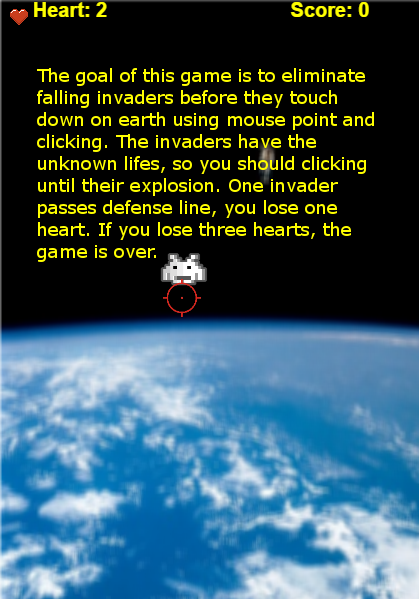 Heart: 2 Score: 0
The goal of this game is to eliminate
falling invaders before they touch
down on earth using mouse point and
clicking. The invaders have the
unknown lifes, so you should clicking
until their explosion. One invader
passes defense line, you lose one
heart. If you lose three hearts, the
game is over.